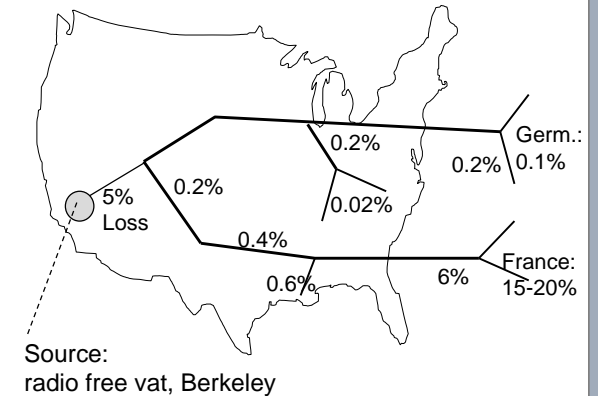 0.2%
Germ.:
0.2%
0.1%
5%
Loss
0.2%
0.02%
0.4%
0.6%
6%
France:
15-20%
Source:
radio free vat, Berkeley